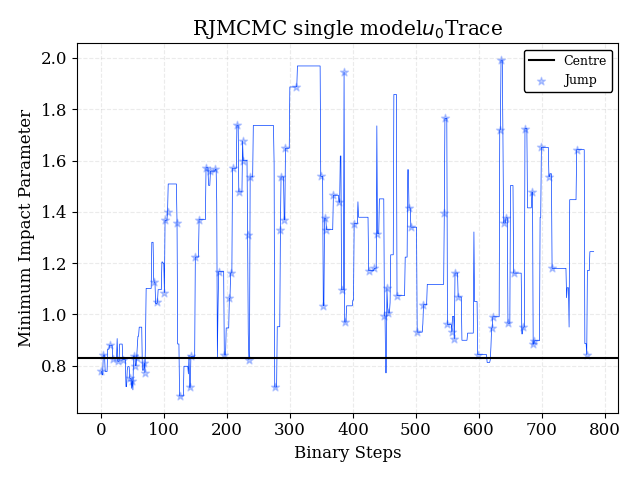 RJMCMC single modelu₀Trace
Centre
Jump
Minimum Impact Parameter
2.0
1.8
1.6
1.4
1.2
1.0
0.8
0 100 200 300 400 500 600 700 800
Binary Steps